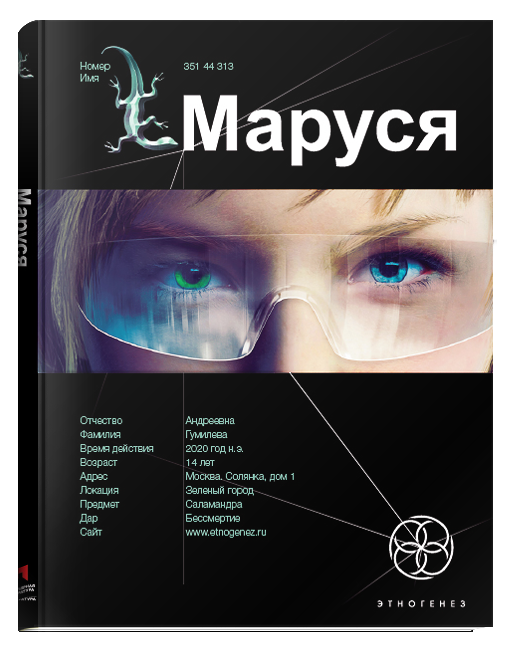 Номер 351 44 313
Имя
Маруся
Маруся
Отчество Андреевна
Фамилия Гумилева
Время действия 2020 год н.э.
Возраст 14 лет
Адрес Москва. Солянка, дом 1
Локация Зеленый город
Предмет Саламандра
Дар Бессмертие
Сайт www.etnogenez.ru
ЭТНОГЕНЕЗ